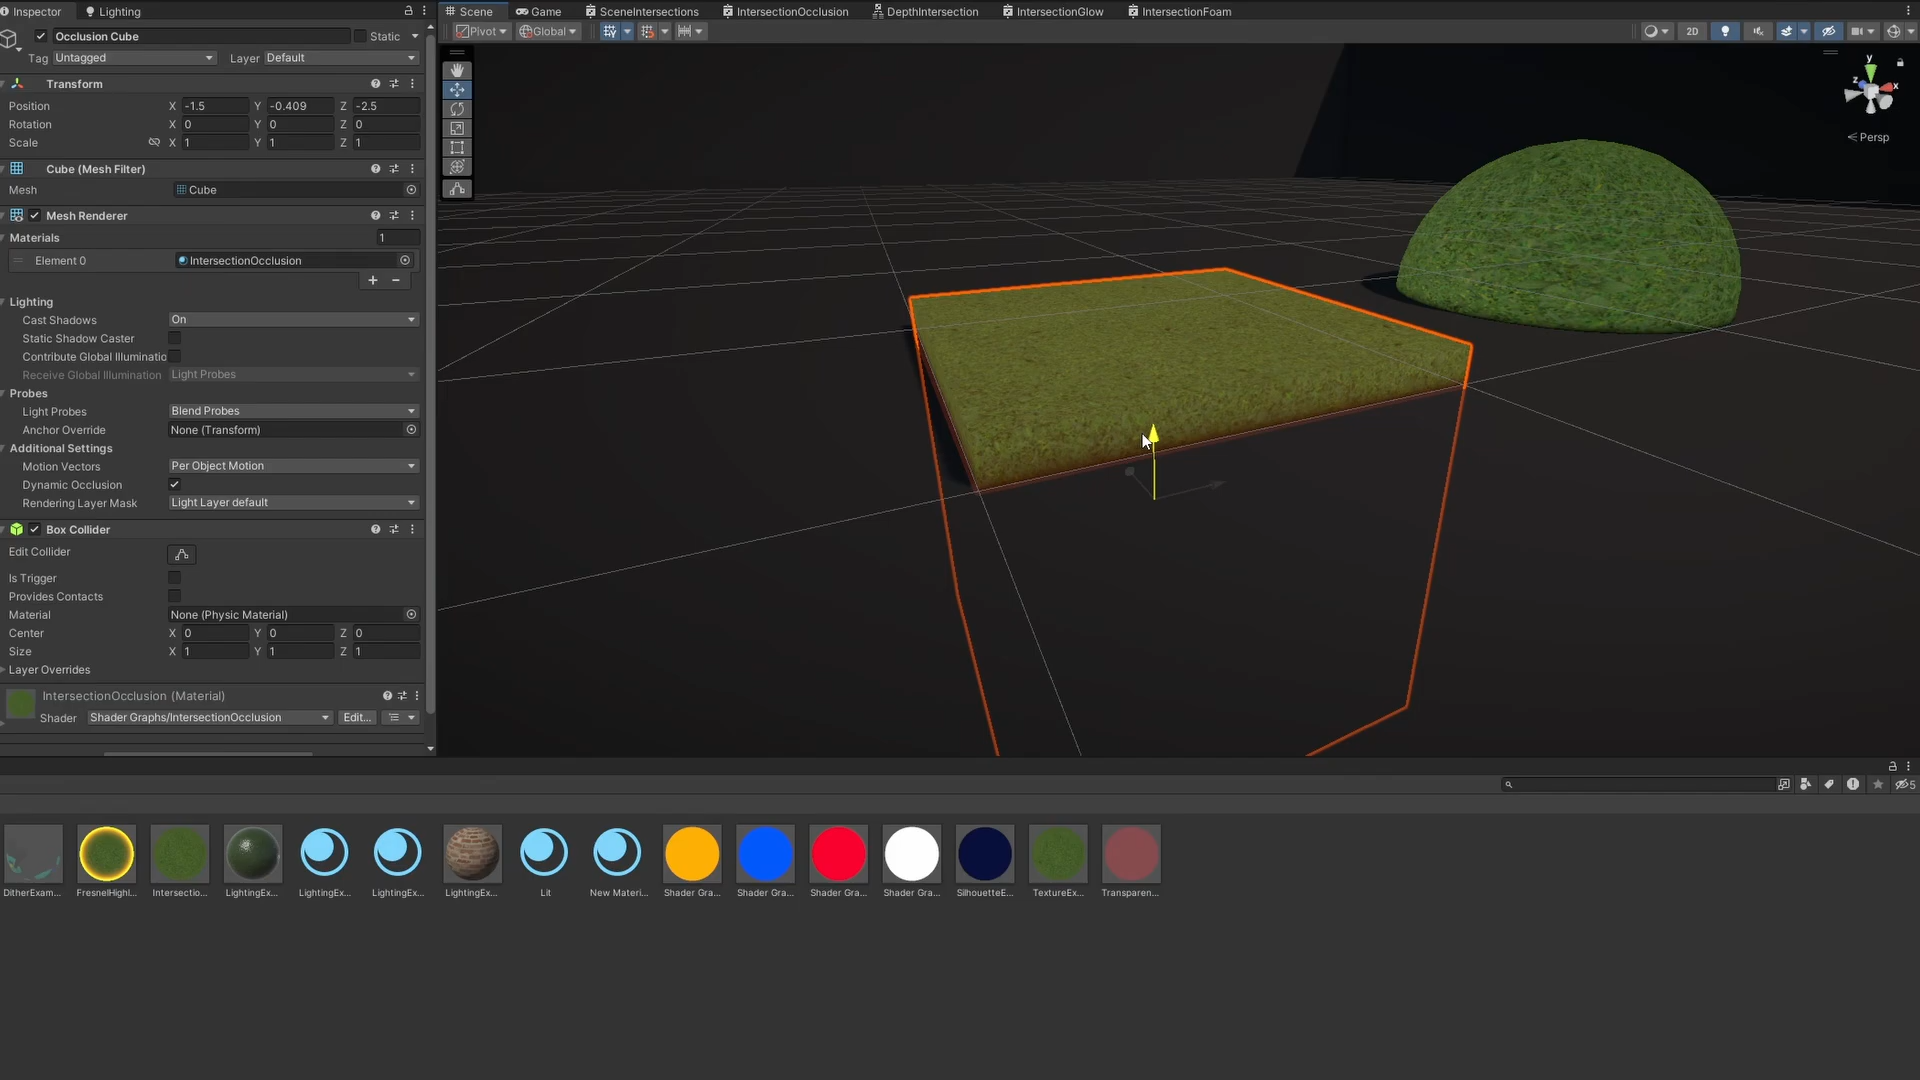 Inspector Lighting
Scene Game SceneIntersections IntersectionOcclusion DepthIntersection IntersectionGlow IntersectionFoam
Occlusion Cube Static
Tag Untagged Layer Default
Pivot Global 2D
Transform
Position X -1.5 Y -0.409 Z -2.5
Rotation X 0 Y 0 Z 0
Scale X 1 Y 1 Z 1
y
z x
Persp
Cube (Mesh Filter)
Mesh Cube
Mesh Renderer
Materials 1
Element 0 IntersectionOcclusion
Lighting
Cast Shadows On
Static Shadow Caster
Contribute Global Illuminatio
Receive Global Illumination Light Probes
Probes
Light Probes Blend Probes
Anchor Override None (Transform)
Additional Settings
Motion Vectors Per Object Motion
Dynamic Occlusion
Rendering Layer Mask Light Layer default
Box Collider
Edit Collider
Is Trigger
Provides Contacts
Material None (Physic Material)
Center X 0 Y 0 Z 0
Size X 1 Y 1 Z 1
Layer Overrides
IntersectionOcclusion (Material)
Shader Shader Graphs/IntersectionOcclusion Edit...
5
DitherExam... FresnelHighl... Intersectio... LightingEx... LightingEx... LightingEx... LightingEx... Lit New Materi... Shader Gra... Shader Gra... Shader Gra... Shader Gra... SilhouetteE... TextureEx... Transparen...